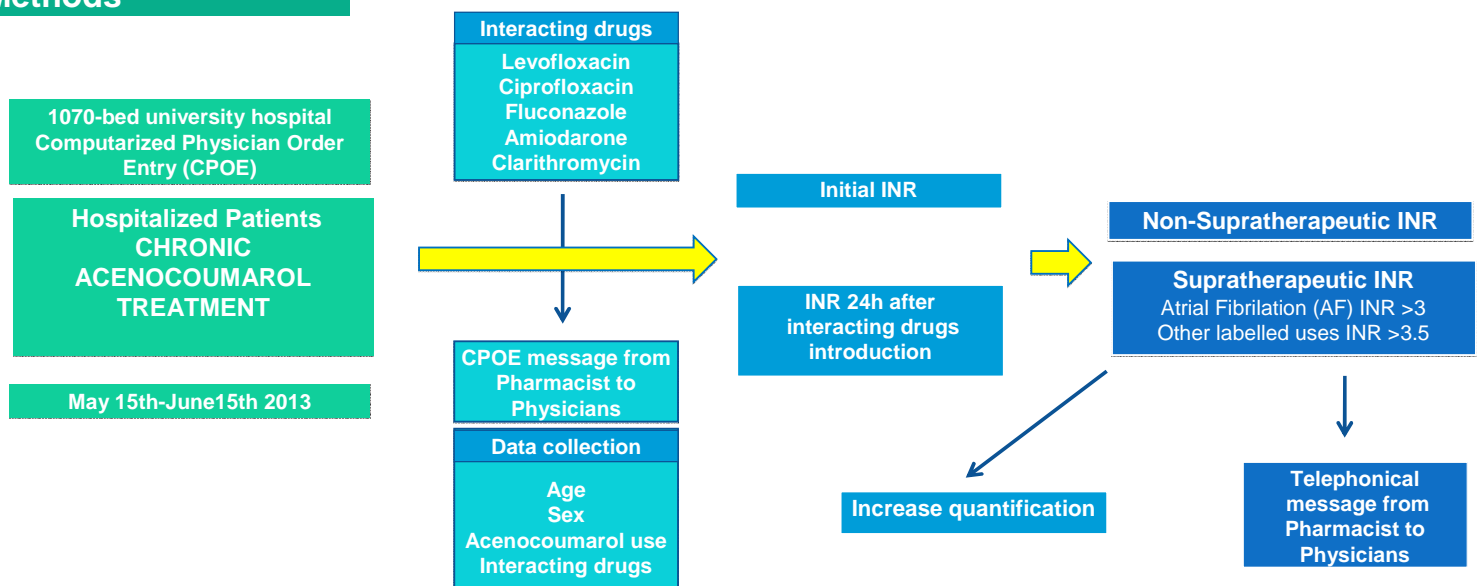 Methods
1070-bed university hospital
Computarized Physician Order
Entry (CPOE)
Hospitalized Patients
CHRONIC
ACENOCOUMAROL
TREATMENT
May 15th-June15th 2013
Interacting drugs
Levofloxacin
Ciprofloxacin
Fluconazole
Amiodarone
Clarithromycin
CPOE message from
Pharmacist to
Physicians
Data collection
Age
Sex
Acenocoumarol use
Interacting drugs
Initial INR
INR 24h after
interacting drugs
introduction
Non-Supratherapeutic INR
Supratherapeutic INR
Atrial Fibrilation (AF) INR >3
Other labelled uses INR >3.5
Increase quantification
Telephonical
message from
Pharmacist to
Physicians